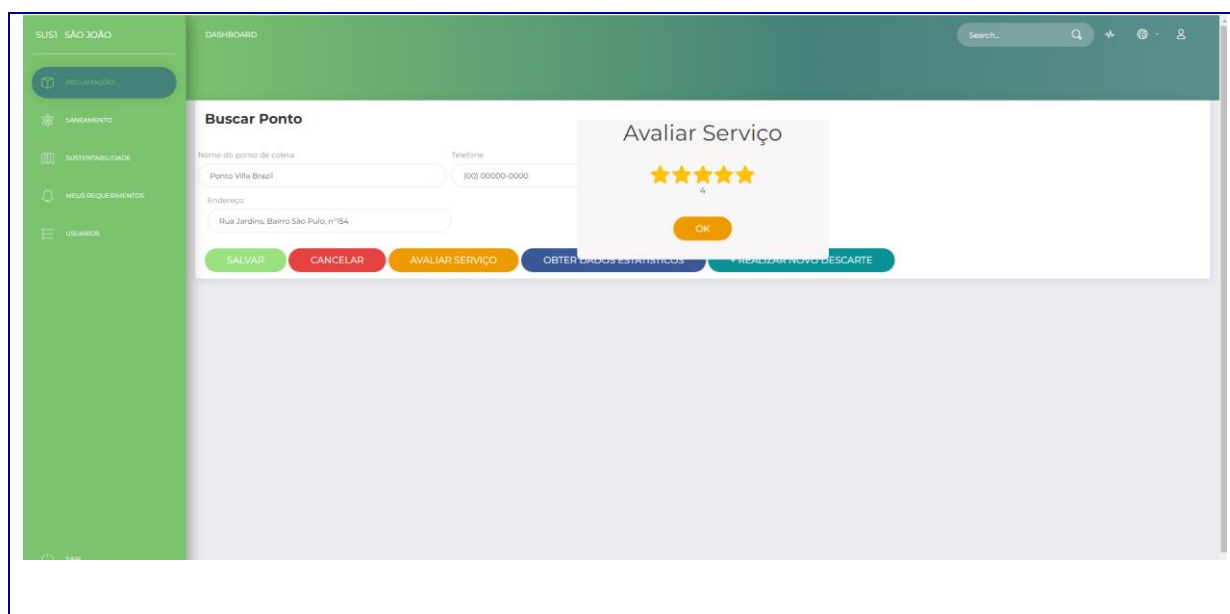 SUS1 SÃO JOÃO
DASHBOARD
Search...
RECLAMAÇÕES
SANEAMENTO
SUSTENTABILIDADE
MEUS REQUERIMENTOS
USUARIOS
SAIR
Buscar Ponto
Nome do ponto de coleta
Telefone
Ponto Villa Brazil
(00) 00000-0000
Endereço
Rua Jardins, Bairro São Pulo, n°154
Avaliar Serviço
4
OK
SALVAR
CANCELAR
AVALIAR SERVIÇO
OBTER DADOS ESTATÍSTICOS
+ REALIZAR NOVO DESCARTE